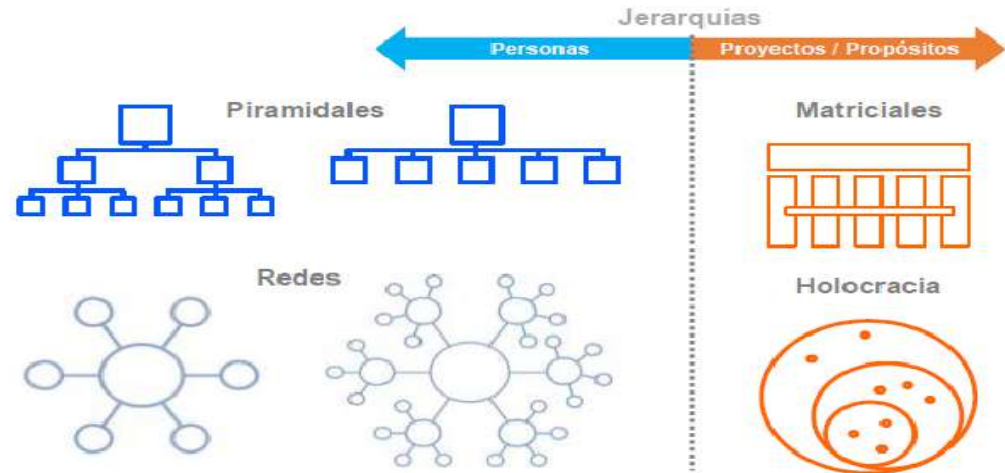 Jerarquias
Personas
Proyectos / Propósitos
Piramidales
Matriciales
Redes
Holocracia